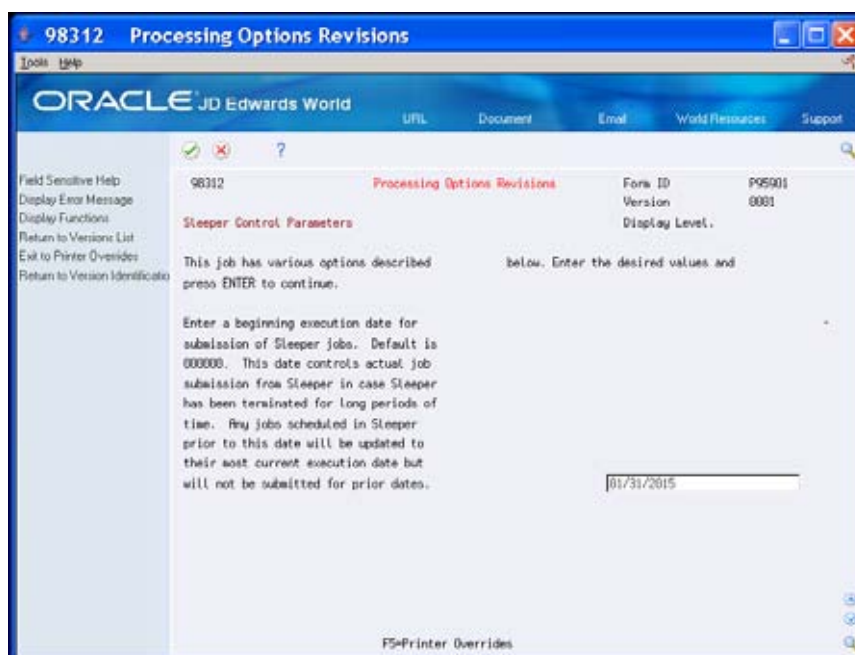 98312 Processing Options Revisions
Tools Help
ORACLE JD Edwards World
URL Document Email World Resources Support
?
Field Sensitive Help
Display Error Message
Display Functions
Return to Versions List
Exit to Printer Overrides
Return to Version Identificatio
98312 Processing Options Revisions Form ID P95901
Version 0001
Sleeper Control Parameters Display Level.
This job has various options described below. Enter the desired values and
press ENTER to continue.
Enter a beginning execution date for
submission of Sleeper jobs. Default is
000000. This date controls actual job
submission from Sleeper in case Sleeper
has been terminated for long periods of
time. Any jobs scheduled in Sleeper
prior to this date will be updated to
their most current execution date but
will not be submitted for prior dates. 01/31/2015
F5=Printer Overrides